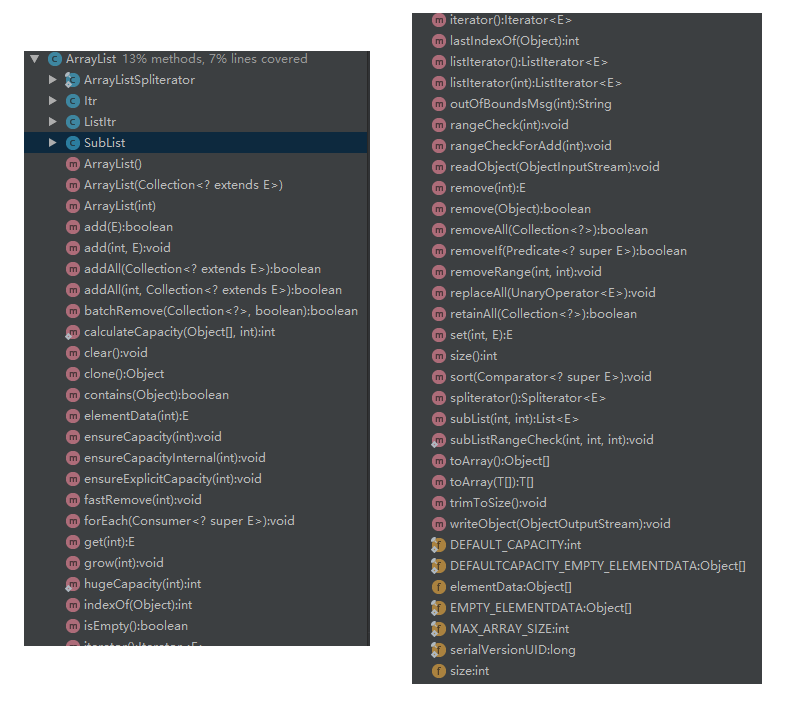 ArrayList 13% methods, 7% lines covered
ArrayListSpliterator
Itr
ListItr
SubList
ArrayList()
ArrayList(Collection<? extends E>)
ArrayList(int)
add(E):boolean
add(int, E):void
addAll(Collection<? extends E>):boolean
addAll(int, Collection<? extends E>):boolean
batchRemove(Collection<?>, boolean):boolean
calculateCapacity(Object[], int):int
clear():void
clone():Object
contains(Object):boolean
elementData(int):E
ensureCapacity(int):void
ensureCapacityInternal(int):void
ensureExplicitCapacity(int):void
fastRemove(int):void
forEach(Consumer<? super E>):void
get(int):E
grow(int):void
hugeCapacity(int):int
indexOf(Object):int
isEmpty():boolean
iterator():Iterator<E>
iterator():Iterator<E>
lastIndexOf(Object):int
listIterator():ListIterator<E>
listIterator(int):ListIterator<E>
outOfBoundsMsg(int):String
rangeCheck(int):void
rangeCheckForAdd(int):void
readObject(ObjectInputStream):void
remove(int):E
remove(Object):boolean
removeAll(Collection<?>):boolean
removeIf(Predicate<? super E>):boolean
removeRange(int, int):void
replaceAll(UnaryOperator<E>):void
retainAll(Collection<?>):boolean
set(int, E):E
size():int
sort(Comparator<? super E>):void
spliterator():Spliterator<E>
subList(int, int):List<E>
subListRangeCheck(int, int, int):void
toArray():Object[]
toArray(T[]):T[]
trimToSize():void
writeObject(ObjectOutputStream):void
DEFAULT_CAPACITY:int
DEFAULTCAPACITY_EMPTY_ELEMENTDATA:Object[]
elementData:Object[]
EMPTY_ELEMENTDATA:Object[]
MAX_ARRAY_SIZE:int
serialVersionUID:long
size:int